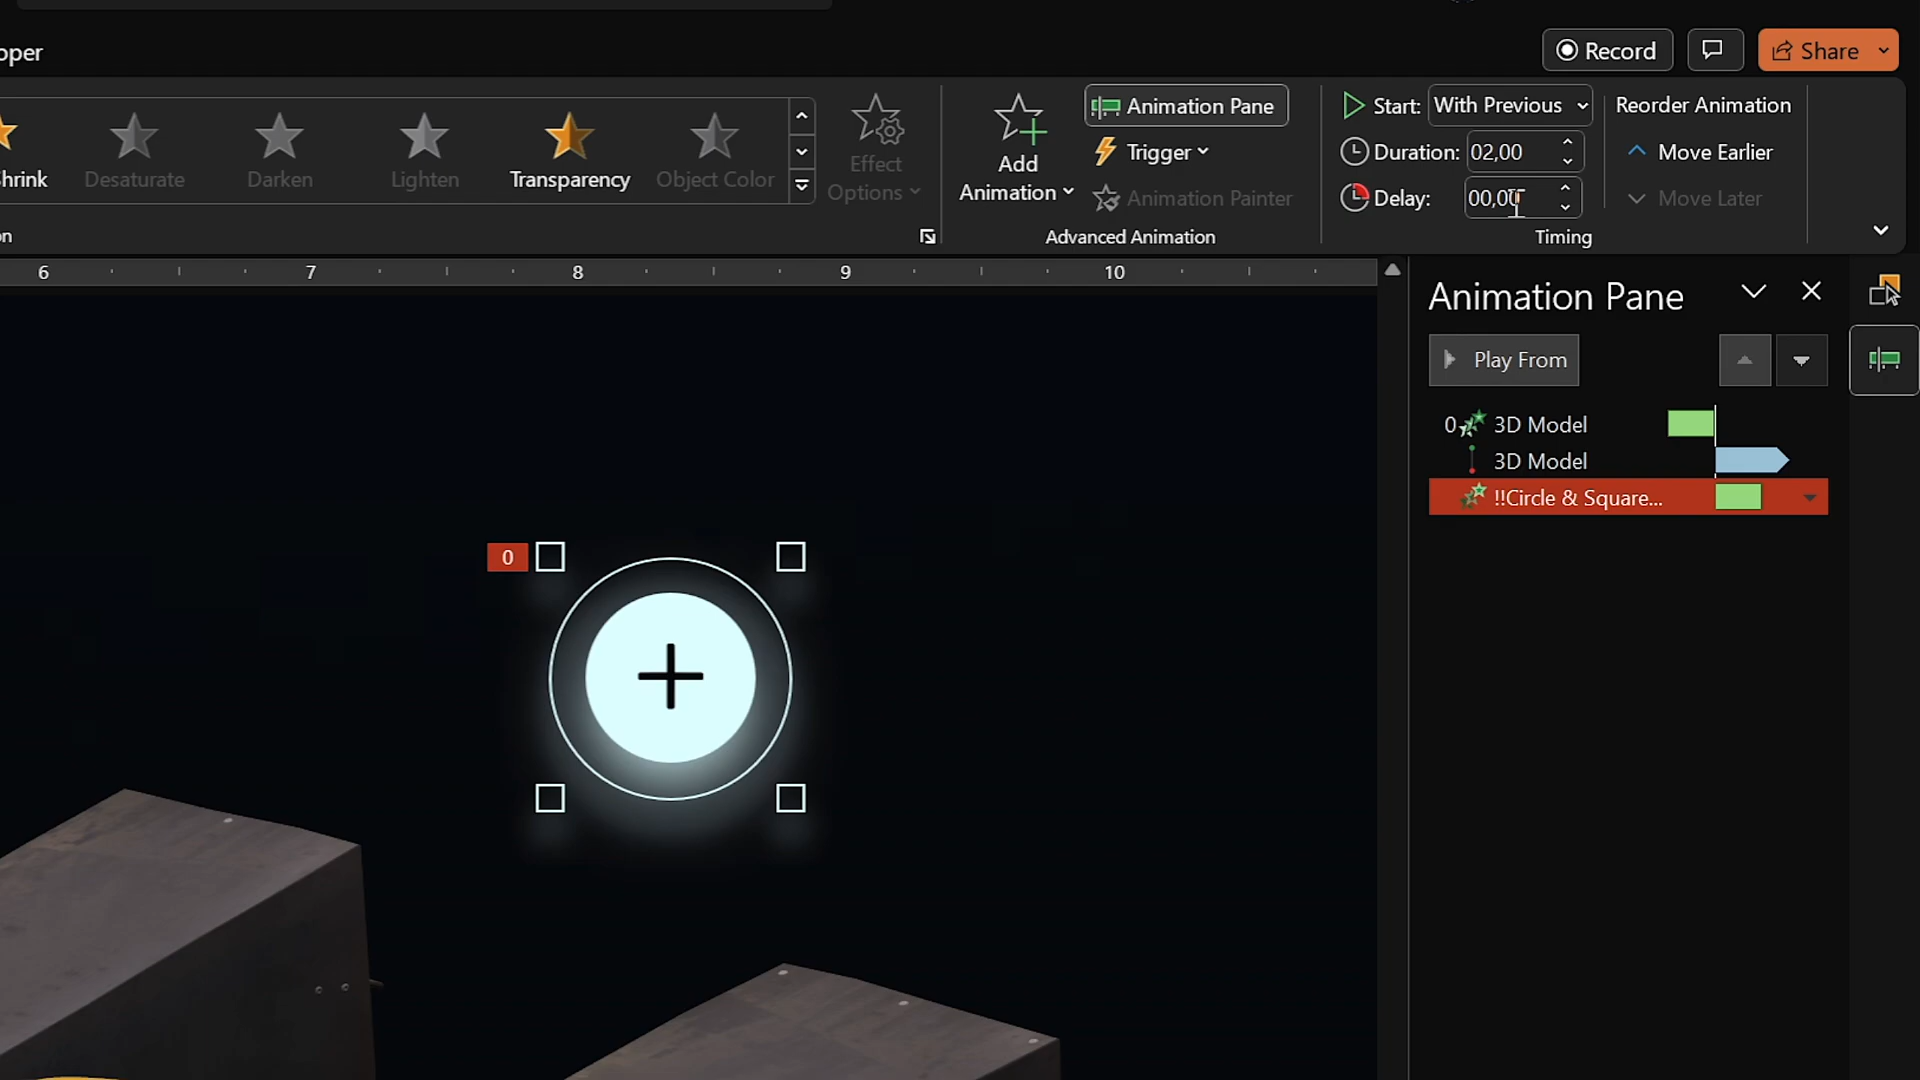 oper
Record
Share
hrink
Desaturate
Darken
Lighten
Transparency
Object Color
Effect
Options
on
Add
Animation
Animation Pane
Trigger
Animation Painter
Advanced Animation
Start: With Previous
Duration: 02,00
Delay: 00,00
Timing
Reorder Animation
Move Earlier
Move Later
6 7 8 9 10
Animation Pane
Play From
0 3D Model
3D Model
!!Circle & Square...
0